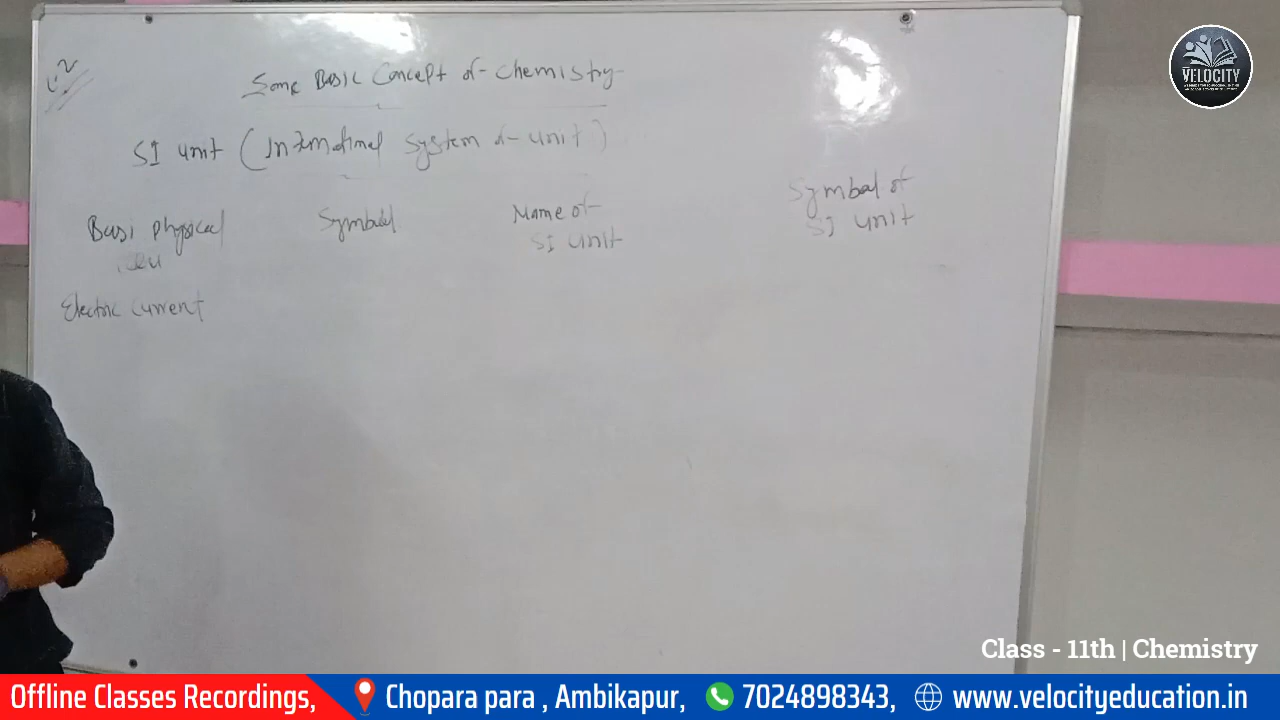 L-2
Some Basic Concept of Chemistry
SI unit (International System of unit)
Basi physical
Symbol
Name of
SI unit
Symbol of
SI unit
Electric current
VELOCITY
Class - 11th | Chemistry
Offline Classes Recordings, Chopara para , Ambikapur, 7024898343, www.velocityeducation.in